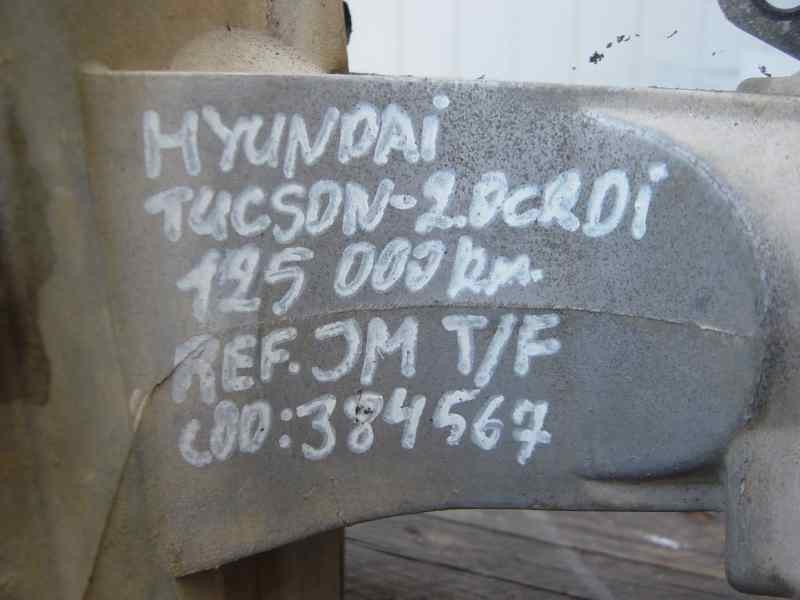 HYUNDAi
TUCSON-2.0CRDi
125 000 km.
REF. JM T/F
COD:384567